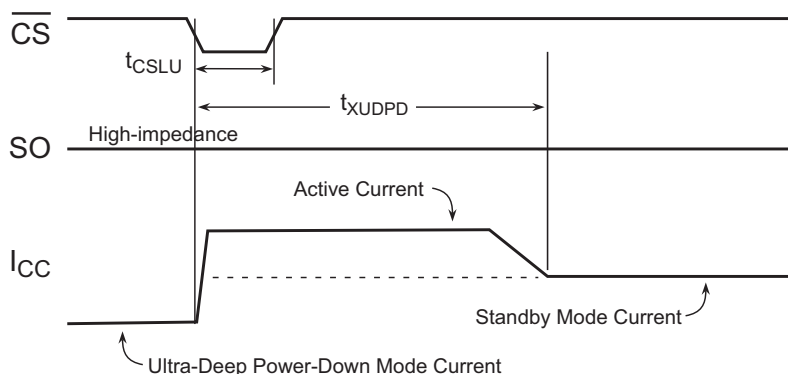 CS
tCSLU
tXUDPD
High-impedance
SO
Active Current
ICC
Standby Mode Current
Ultra-Deep Power-Down Mode Current